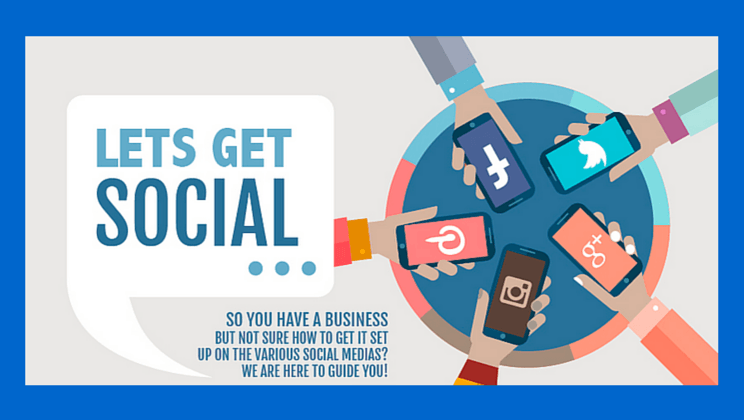 LETS GET
SOCIAL
SO YOU HAVE A BUSINESS
BUT NOT SURE HOW TO GET IT SET
UP ON THE VARIOUS SOCIAL MEDIAS?
WE ARE HERE TO GUIDE YOU!
f
g+